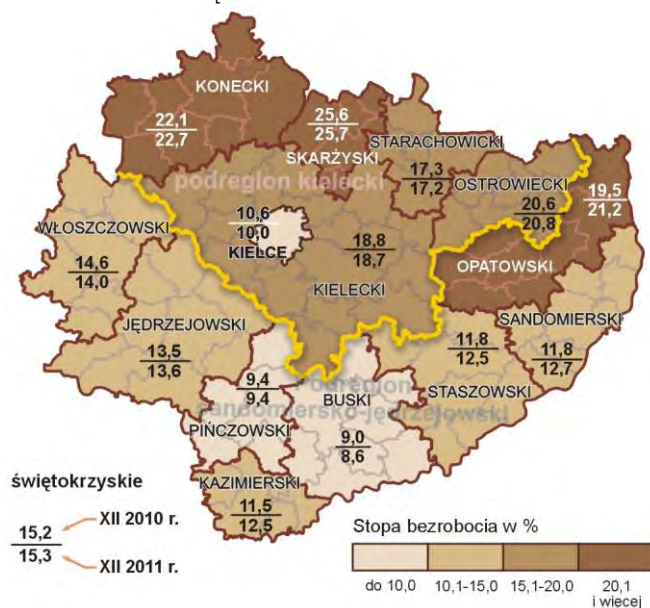 KONECKI
22,1
22,7
25,6
25,7
SKARŻYSKI
STARACHOWICKI
17,3
17,2
podregion kielecki
OSTROWIECKI
20,6
20,8
19,5
21,2
WŁOSZCZOWSKI
14,6
14,0
10,6
10,0
KIELCE
18,8
18,7
KIELECKI
OPATOWSKI
SANDOMIERSKI
11,8
12,7
JĘDRZEJOWSKI
13,5
13,6
11,8
12,5
STASZOWSKI
9,4
9,4
PIŃCZOWSKI
Podregion
sandomiersko-jędrzejowski
BUSKI
9,0
8,6
KAZIMIERSKI
11,5
12,5
świętokrzyskie
15,2
15,3
XII 2010 r.
XII 2011 r.
Stopa bezrobocia w %
do 10,0 10,1-15,0 15,1-20,0 20,1
i więcej